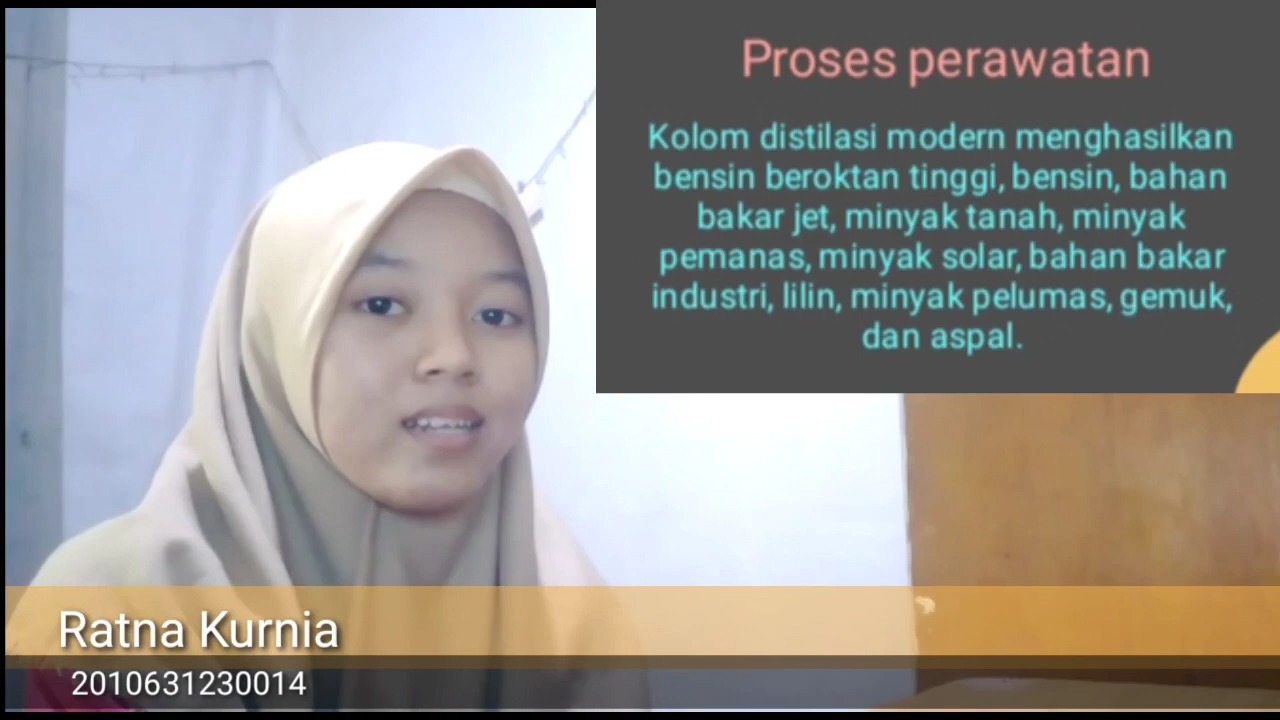 Proses perawatan
Kolom distilasi modern menghasilkan
bensin beroktan tinggi, bensin, bahan
bakar jet, minyak tanah, minyak
pemanas, minyak solar, bahan bakar
industri, lilin, minyak pelumas, gemuk,
dan aspal.
Ratna Kurnia
2010631230014